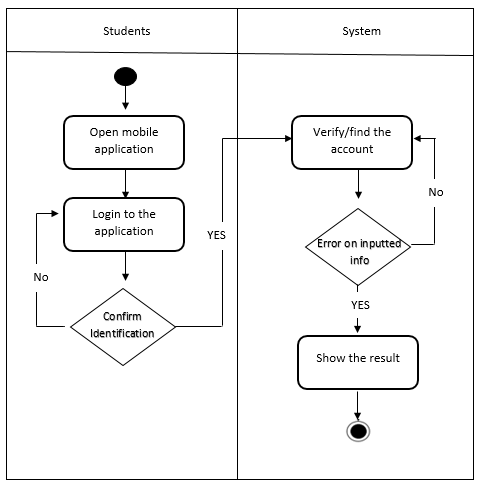 Students
System
Open mobile
application
Login to the
application
No
Confirm
Identification
YES
Verify/find the
account
No
Error on inputted
info
YES
Show the result